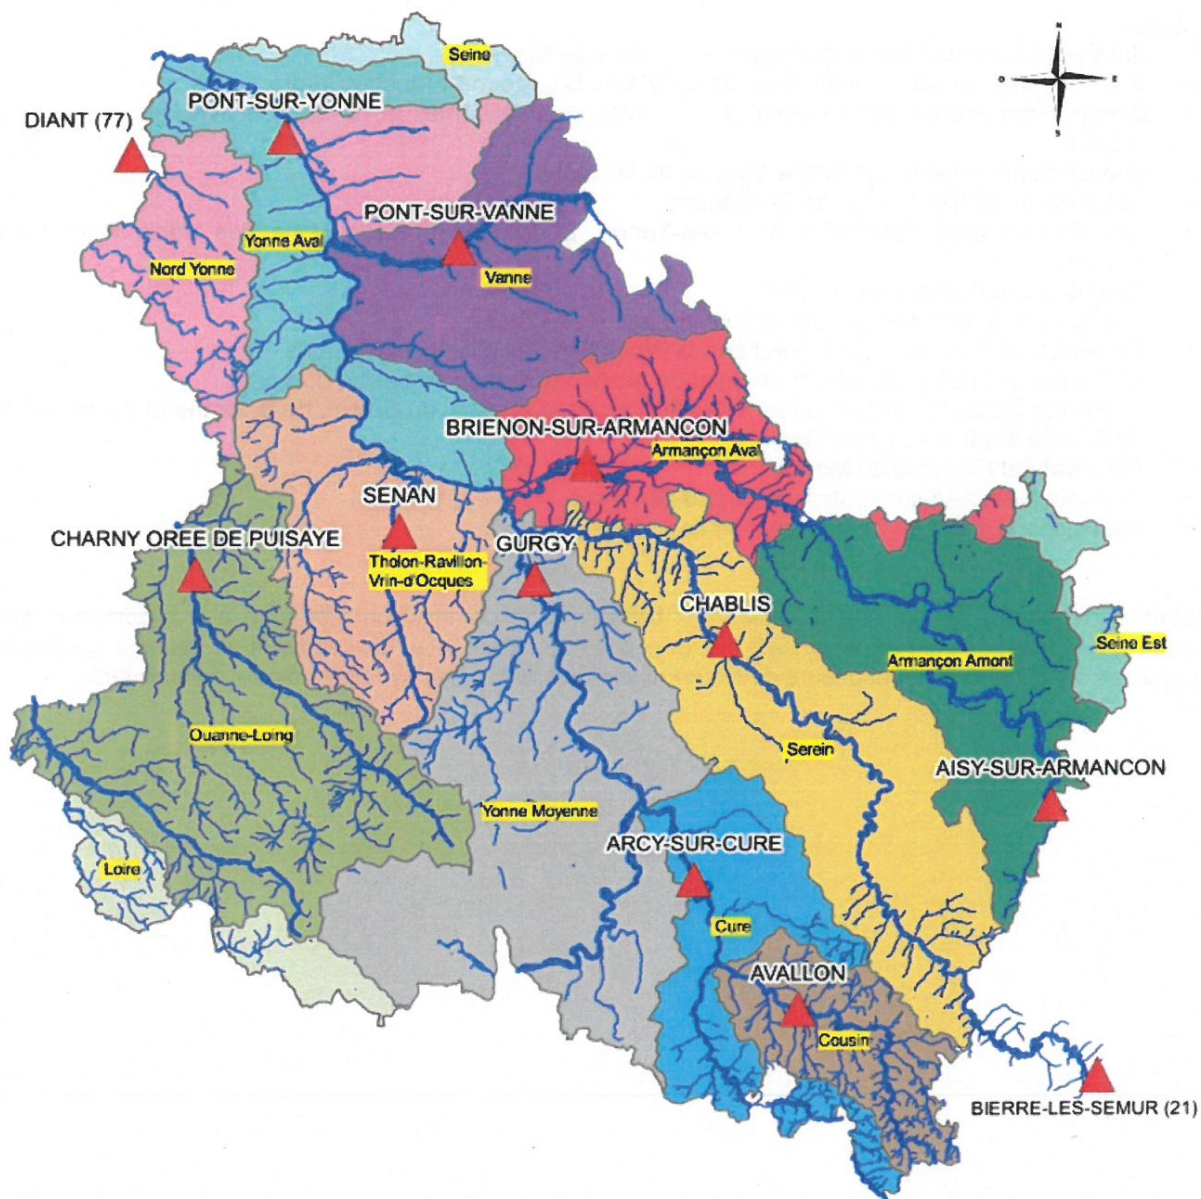 Seine
N
O
E
S
PONT-SUR-YONNE
DIANT (77)
PONT-SUR-VANNE
Yonne Aval
Nord Yonne
Vanne
BRIENON-SUR-ARMANCON
Armançon Aval
SENAN
CHARNY OREE DE PUISAYE
GURGY
Tholon-Ravillon-
Vrin-d'Ocques
CHABLIS
Seine Est
Armançon Amont
Ouanne-Loing
Serein
AISY-SUR-ARMANCON
Yonne Moyenne
ARCY-SUR-CURE
Loire
Cure
AVALLON
Cousin
BIERRE-LES-SEMUR (21)